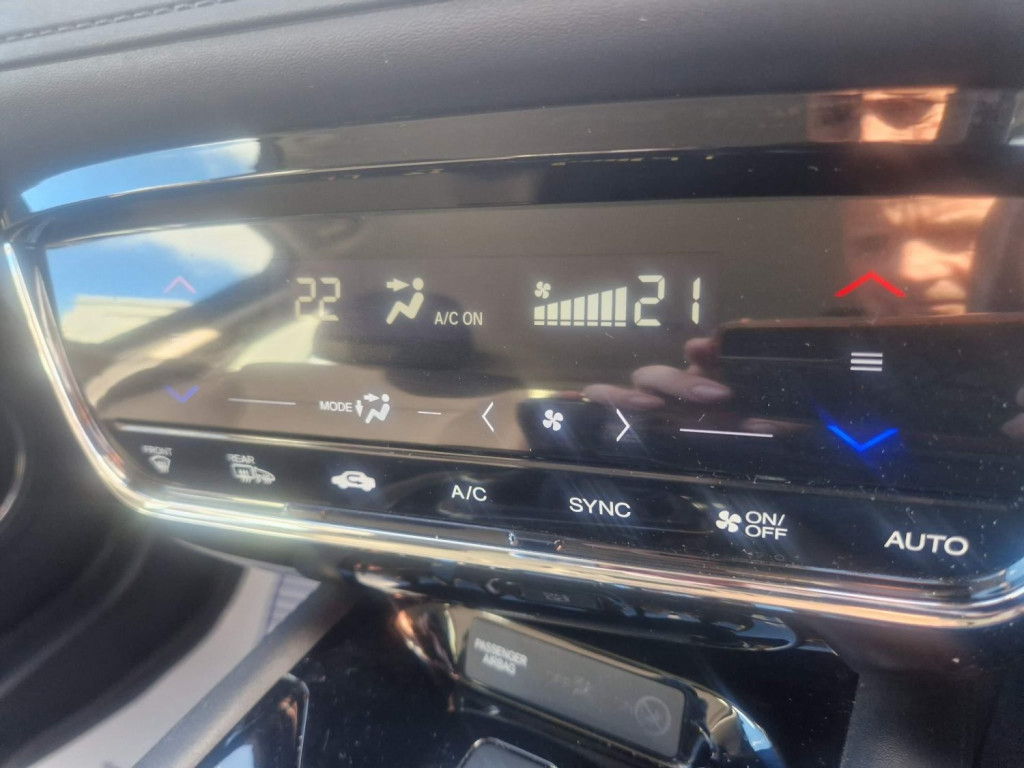 22 A/C ON 21
MODE
FRONT
REAR
A/C
SYNC
ON/
OFF
AUTO
PASSENGER
AIRBAG